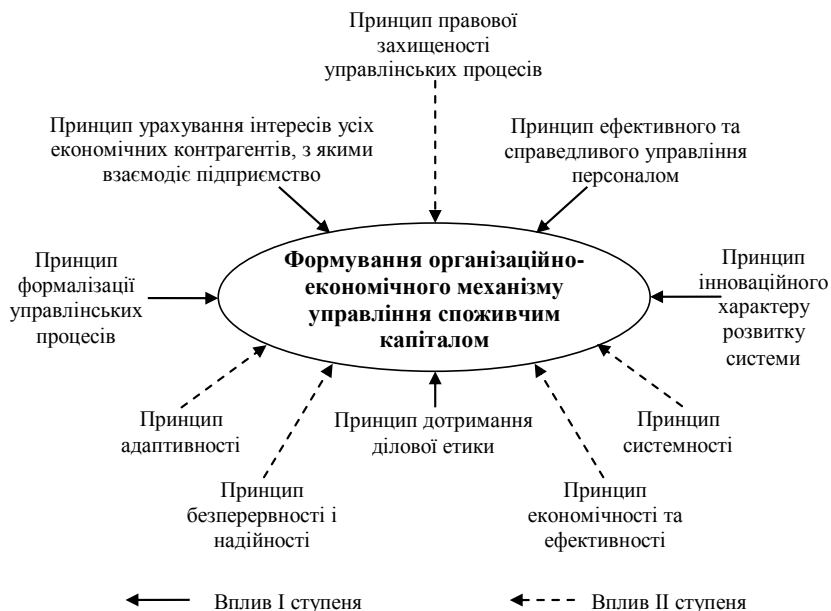 Принцип правової
захищеності
управлінських процесів
Принцип урахування інтересів усіх
економічних контрагентів, з якими
взаємодіє підприємство
Принцип ефективного та
справедливого управління
персоналом
Принцип
формалізації
управлінських
процесів
Формування організаційно-
економічного механізму
управління споживчим
капіталом
Принцип
інноваційного
характеру
розвитку
системи
Принцип
адаптивності
Принцип дотримання
ділової етики
Принцип
системності
Принцип
безперервності і
надійності
Принцип
економічності та
ефективності
Вплив І ступеня
Вплив ІІ ступеня